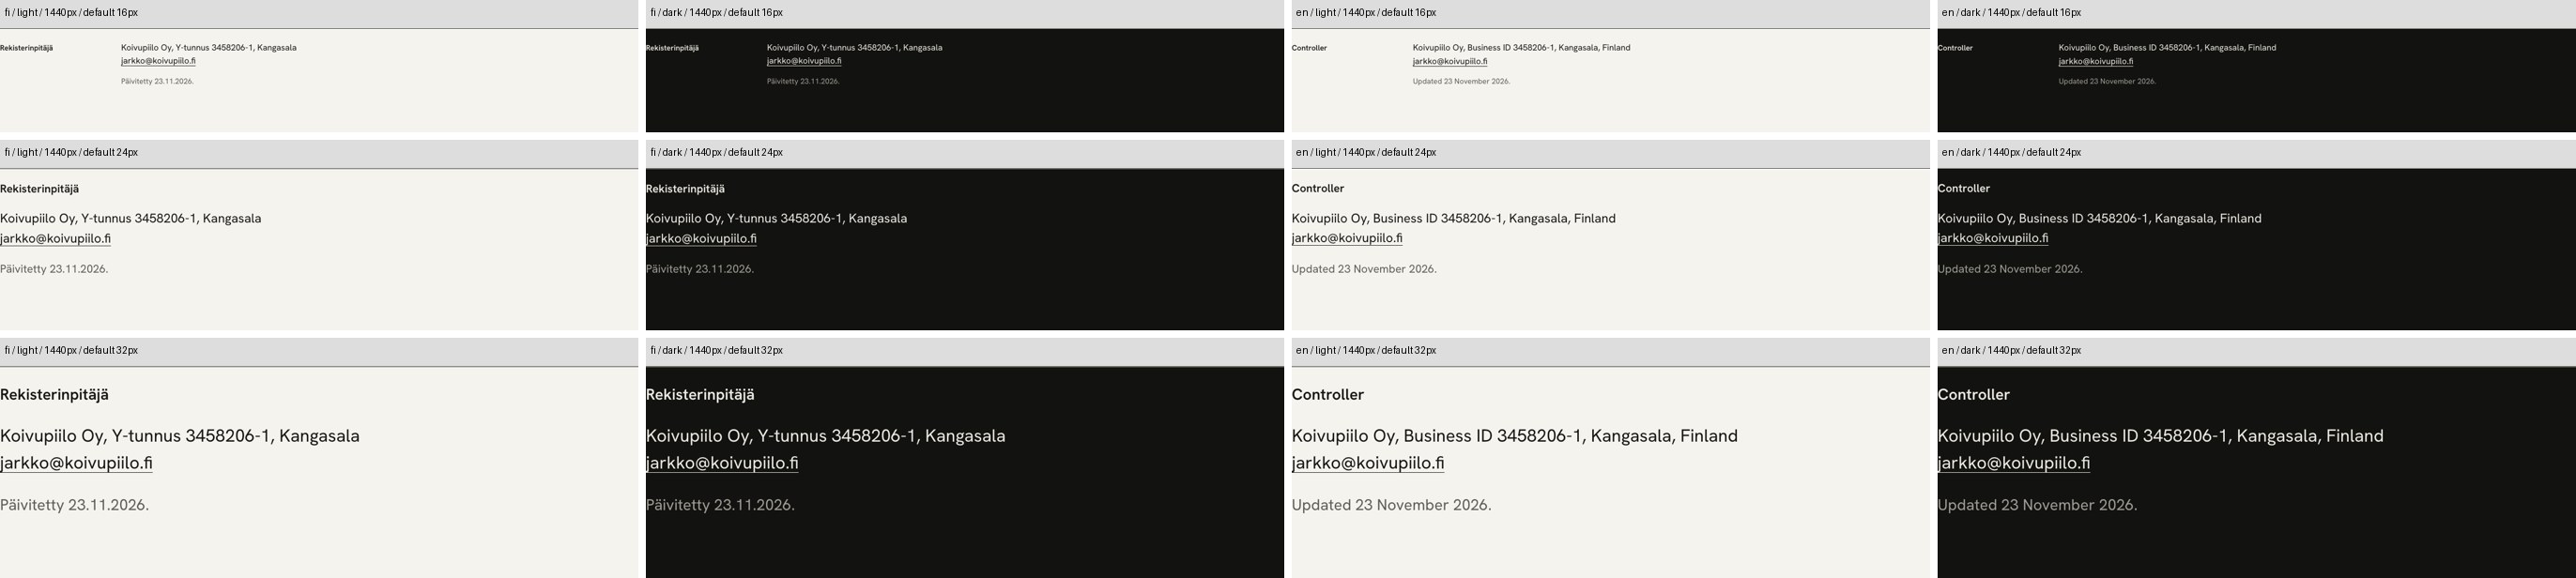 fi / light / 1440px / default 16px
Rekisterinpitäjä
Koivupiilo Oy, Y-tunnus 3458206-1, Kangasala
jarkko@koivupiilo.fi
Päivitetty 23.11.2026.
fi / dark / 1440px / default 16px
Rekisterinpitäjä
Koivupiilo Oy, Y-tunnus 3458206-1, Kangasala
jarkko@koivupiilo.fi
Päivitetty 23.11.2026.
en / light / 1440px / default 16px
Controller
Koivupiilo Oy, Business ID 3458206-1, Kangasala, Finland
jarkko@koivupiilo.fi
Updated 23 November 2026.
en / dark / 1440px / default 16px
Controller
Koivupiilo Oy, Business ID 3458206-1, Kangasala, Finland
jarkko@koivupiilo.fi
Updated 23 November 2026.
fi / light / 1440px / default 24px
Rekisterinpitäjä
Koivupiilo Oy, Y-tunnus 3458206-1, Kangasala
jarkko@koivupiilo.fi
Päivitetty 23.11.2026.
fi / dark / 1440px / default 24px
Rekisterinpitäjä
Koivupiilo Oy, Y-tunnus 3458206-1, Kangasala
jarkko@koivupiilo.fi
Päivitetty 23.11.2026.
en / light / 1440px / default 24px
Controller
Koivupiilo Oy, Business ID 3458206-1, Kangasala, Finland
jarkko@koivupiilo.fi
Updated 23 November 2026.
en / dark / 1440px / default 24px
Controller
Koivupiilo Oy, Business ID 3458206-1, Kangasala, Finland
jarkko@koivupiilo.fi
Updated 23 November 2026.
fi / light / 1440px / default 32px
Rekisterinpitäjä
Koivupiilo Oy, Y-tunnus 3458206-1, Kangasala
jarkko@koivupiilo.fi
Päivitetty 23.11.2026.
fi / dark / 1440px / default 32px
Rekisterinpitäjä
Koivupiilo Oy, Y-tunnus 3458206-1, Kangasala
jarkko@koivupiilo.fi
Päivitetty 23.11.2026.
en / light / 1440px / default 32px
Controller
Koivupiilo Oy, Business ID 3458206-1, Kangasala, Finland
jarkko@koivupiilo.fi
Updated 23 November 2026.
en / dark / 1440px / default 32px
Controller
Koivupiilo Oy, Business ID 3458206-1, Kangasala, Finland
jarkko@koivupiilo.fi
Updated 23 November 2026.